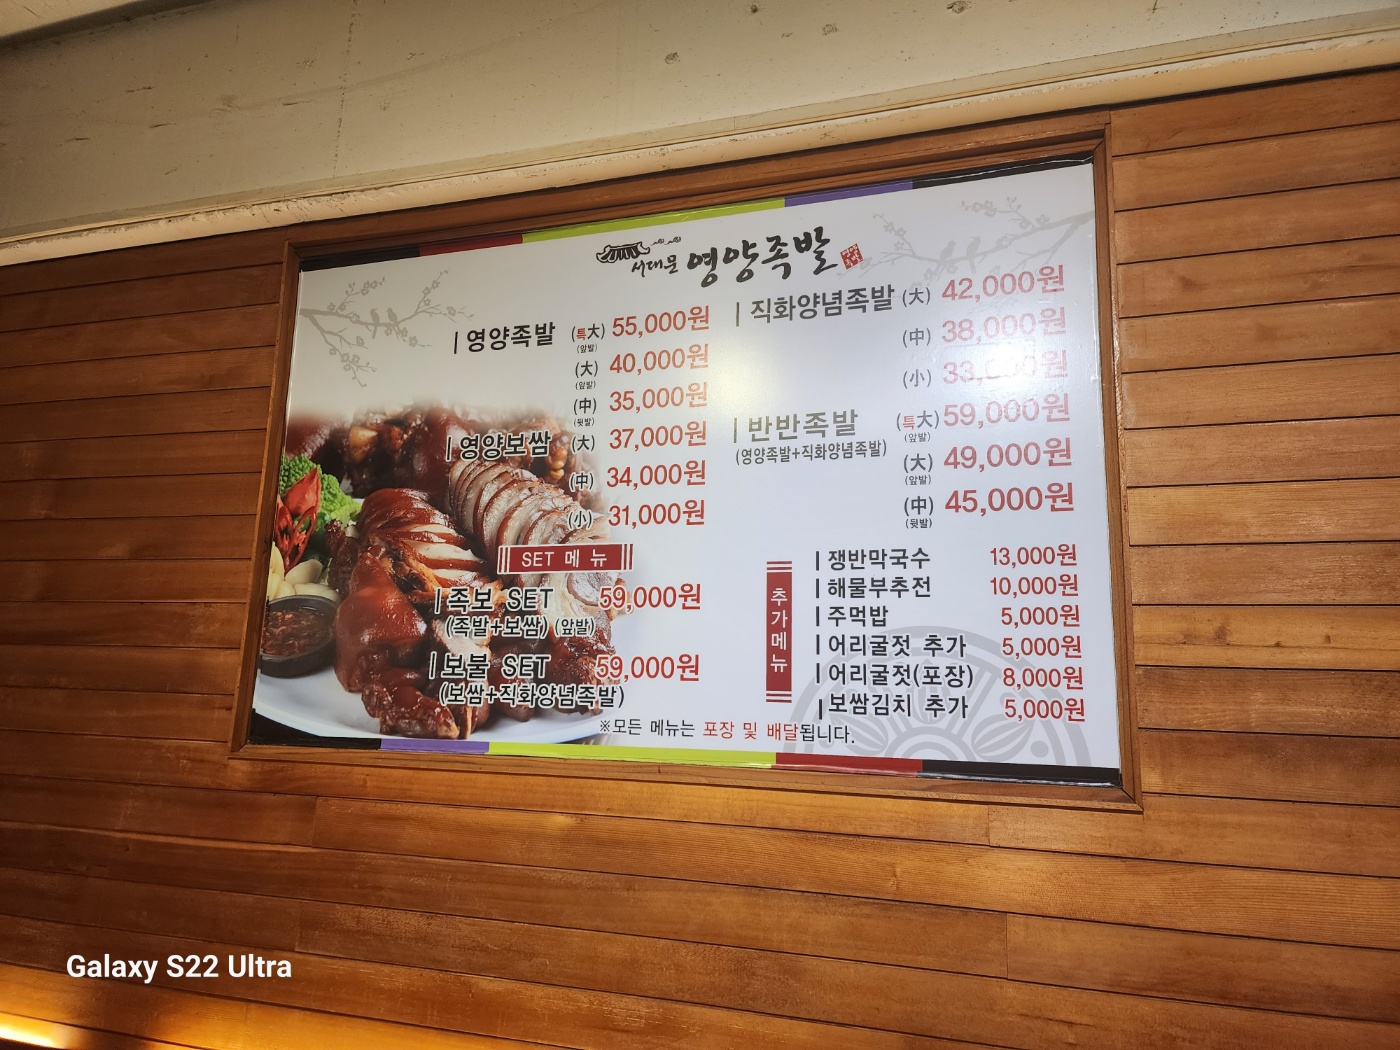 서대문 영양족발
영양족발 (특大) 55,000원
(앞발)
(大) 40,000원
(앞발)
(中) 35,000원
(뒷발)
영양보쌈 (大) 37,000원
(中) 34,000원
(小) 31,000원
SET 메뉴
족보 SET 59,000원
(족발+보쌈) (앞발)
보불 SET 59,000원
(보쌈+직화양념족발)
직화양념족발 (大) 42,000원
(中) 38,000원
(小) 33,000원
반반족발 (특大) 59,000원
(영양족발+직화양념족발) (앞발)
(大) 49,000원
(앞발)
(中) 45,000원
(뒷발)
추가메뉴
쟁반막국수 13,000원
해물부추전 10,000원
주먹밥 5,000원
어리굴젓 추가 5,000원
어리굴젓(포장) 8,000원
보쌈김치 추가 5,000원
※모든 메뉴는 포장 및 배달됩니다.
Galaxy S22 Ultra